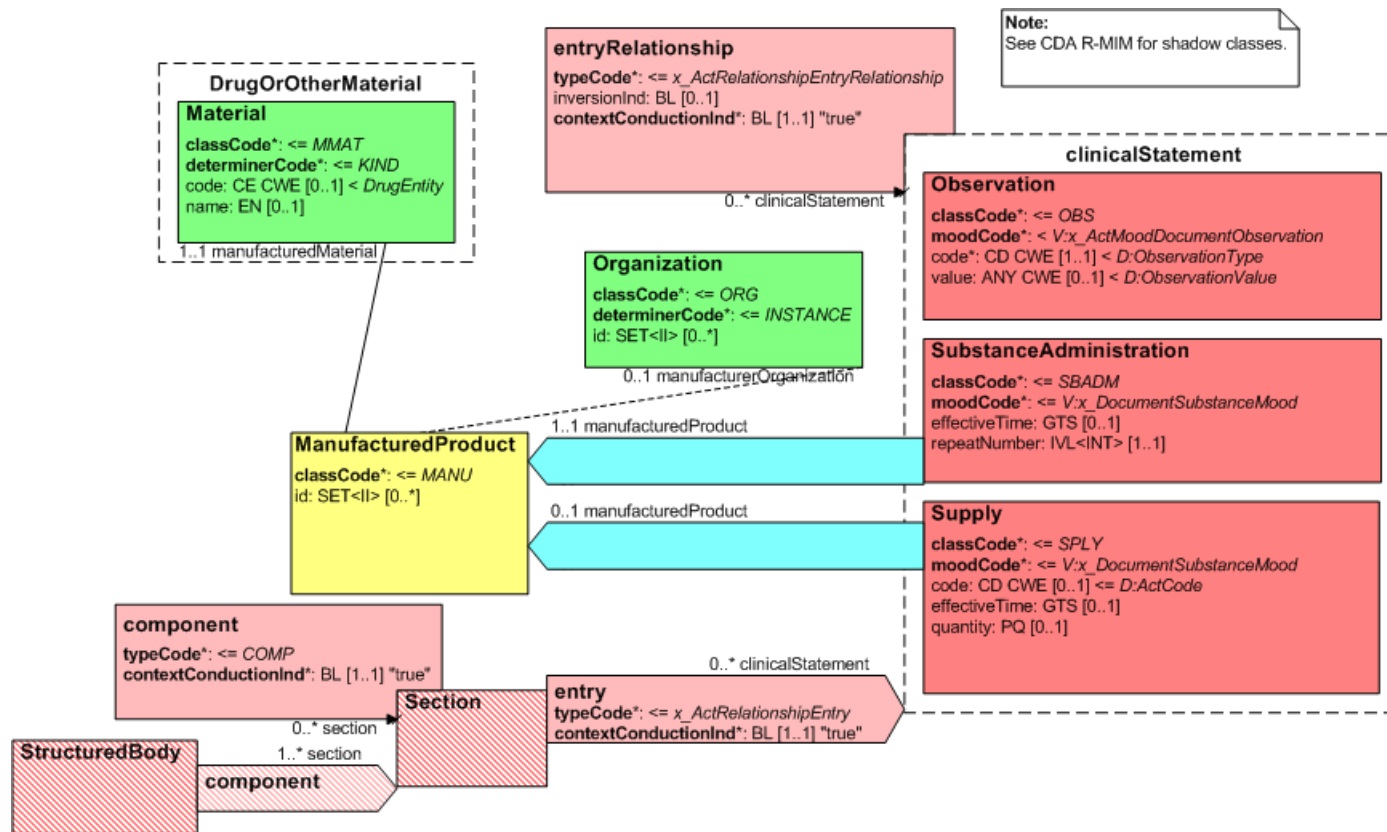 Note:
See CDA R-MIM for shadow classes.
entryRelationship
typeCode*: <= x_ActRelationshipEntryRelationship
inversionInd: BL [0..1]
contextConductionInd*: BL [1..1] "true"
0..* clinicalStatement
DrugOrOtherMaterial
Material
classCode*: <= MMAT
determinerCode*: <= KIND
code: CE CWE [0..1] < DrugEntity
name: EN [0..1]
1..1 manufacturedMaterial
clinicalStatement
Observation
classCode*: <= OBS
moodCode*: < V:x_ActMoodDocumentObservation
code*: CD CWE [1..1] < D:ObservationType
value: ANY CWE [0..1] < D:ObservationValue
Organization
classCode*: <= ORG
determinerCode*: <= INSTANCE
id: SET<II> [0..*]
0..1 manufacturerOrganization
SubstanceAdministration
classCode*: <= SBADM
moodCode*: <= V:x_DocumentSubstanceMood
effectiveTime: GTS [0..1]
repeatNumber: IVL<INT> [1..1]
1..1 manufacturedProduct
ManufacturedProduct
classCode*: <= MANU
id: SET<II> [0..*]
0..1 manufacturedProduct
Supply
classCode*: <= SPLY
moodCode*: <= V:x_DocumentSubstanceMood
code: CD CWE [0..1] <= D:ActCode
effectiveTime: GTS [0..1]
quantity: PQ [0..1]
component
typeCode*: <= COMP
contextConductionInd*: BL [1..1] "true"
0..* section
0..* clinicalStatement
Section
entry
typeCode*: <= x_ActRelationshipEntry
contextConductionInd*: BL [1..1] "true"
StructuredBody
1..* section
component